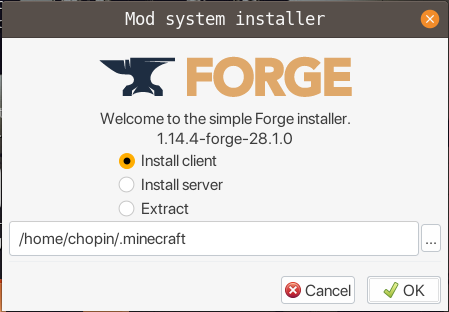 Mod system installer
FORGE
Welcome to the simple Forge installer.
1.14.4-forge-28.1.0
Install client
Install server
Extract
/home/chopin/.minecraft
...
Cancel
OK